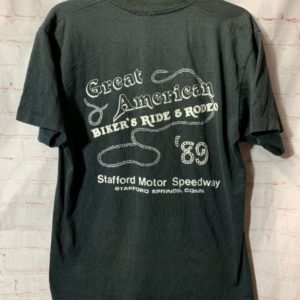 Great
American
BIKER'S RIDE & RODEO
'89
Stafford Motor Speedway
STAFFORD SPRINGS, CONN.